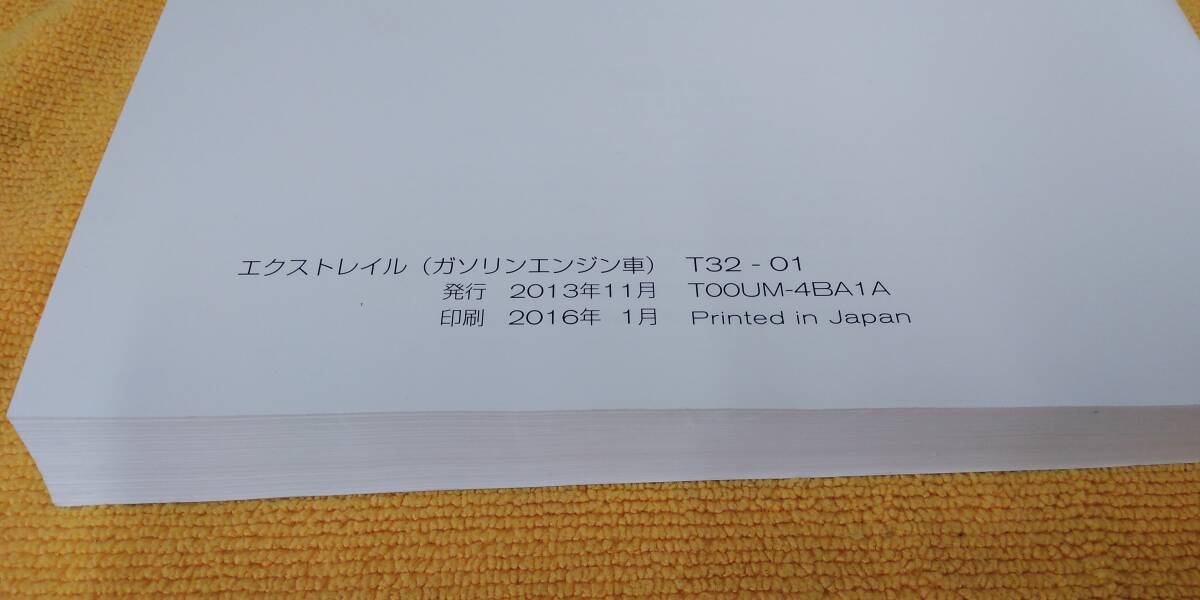 エクストレイル（ガソリンエンジン車） T32 - 01
発行 2013年11月 T00UM-4BA1A
印刷 2016年 1月 Printed in Japan